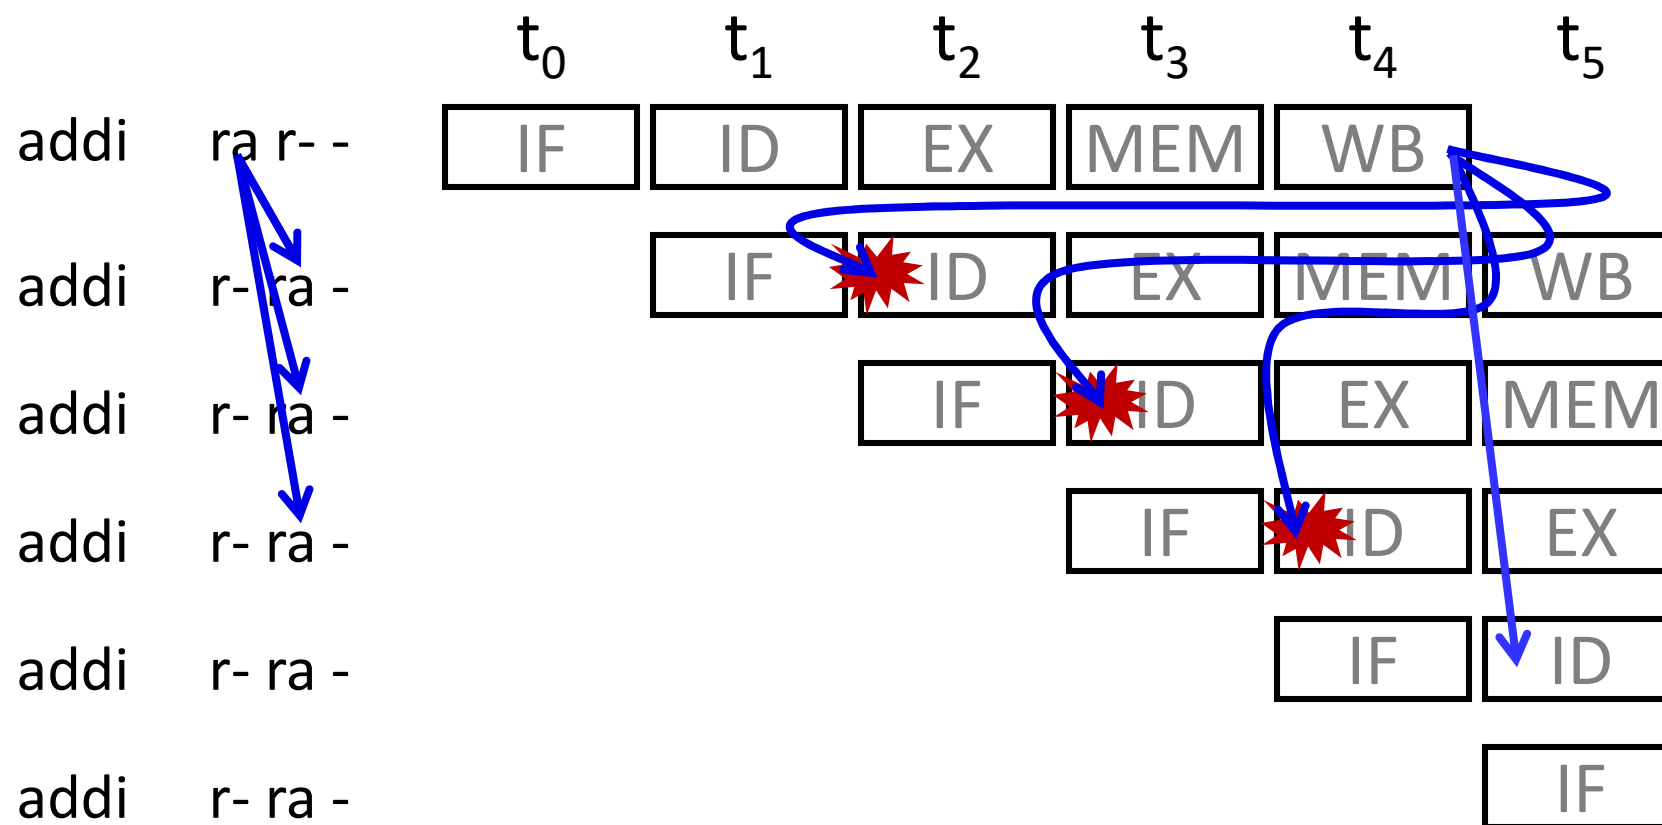 t₀ t₁ t₂ t₃ t₄ t₅
addi ra r- - IF ID EX MEM WB
addi r- ra - IF ID EX MEM WB
addi r- ra - IF ID EX MEM
addi r- ra - IF ID EX
addi r- ra - IF ID
addi r- ra - IF